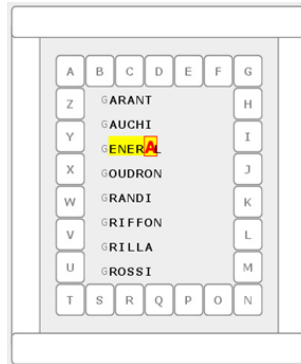 A B C D E F G
Z GARANT H
GAUCHI
Y I
GENERAL
X GOUDRON J
W GRANDI K
V GRIFFON L
GRILLA
U GROSSI M
T S R Q P O N